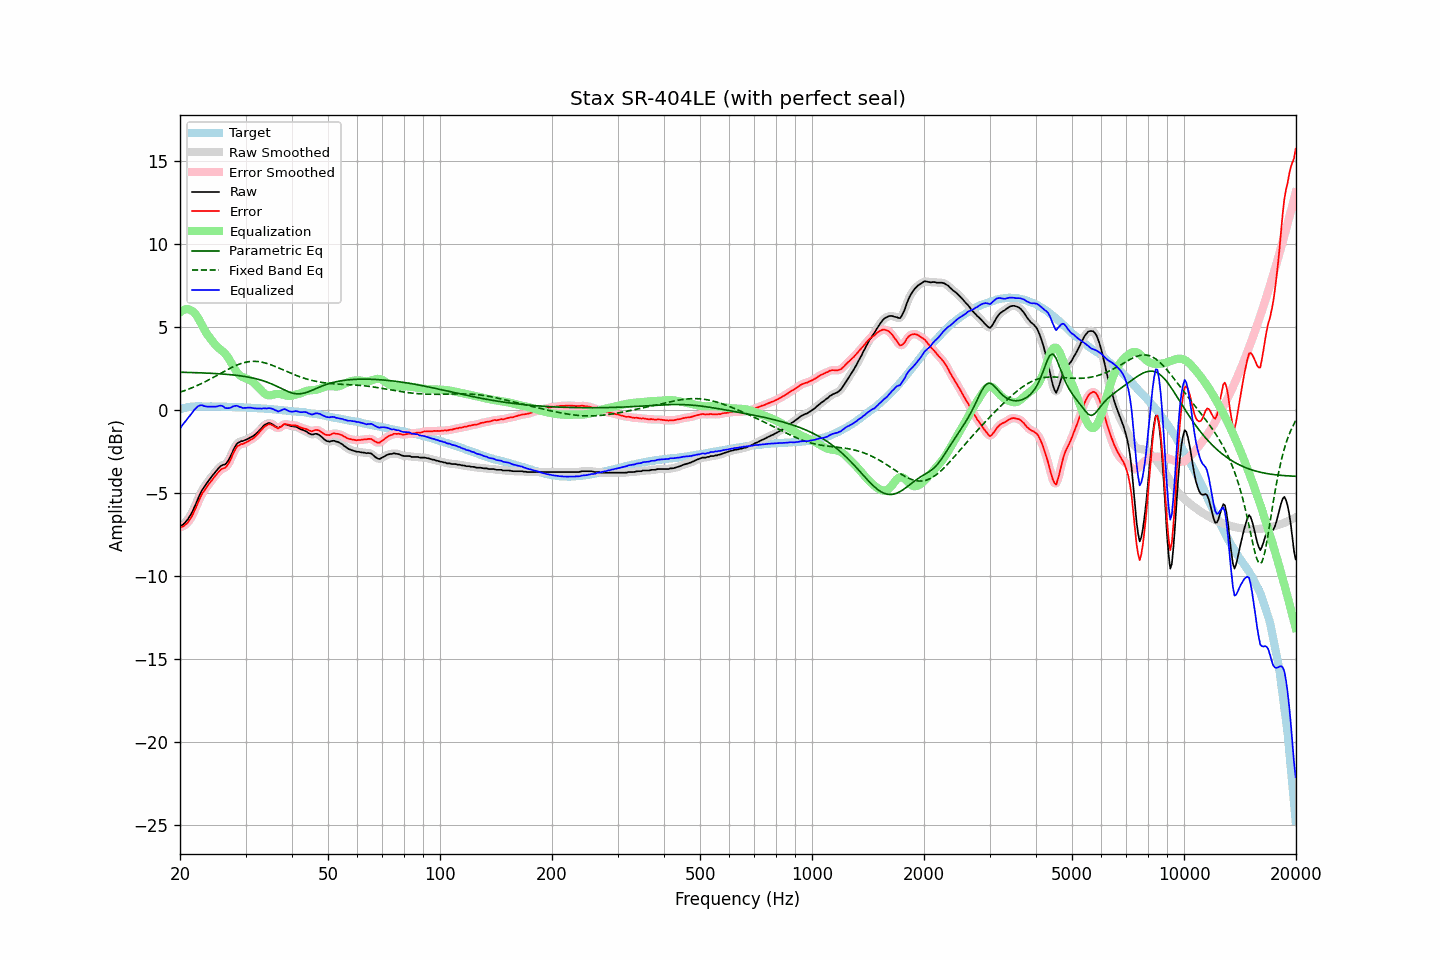 Stax SR-404LE (with perfect seal)
Target
Raw Smoothed
Error Smoothed
Raw
Error
Equalization
Parametric Eq
Fixed Band Eq
Equalized
15
10
5
0
−5
−10
−15
−20
−25
Amplitude (dBr)
20
50
100
200
500
1000
2000
5000
10000
20000
Frequency (Hz)